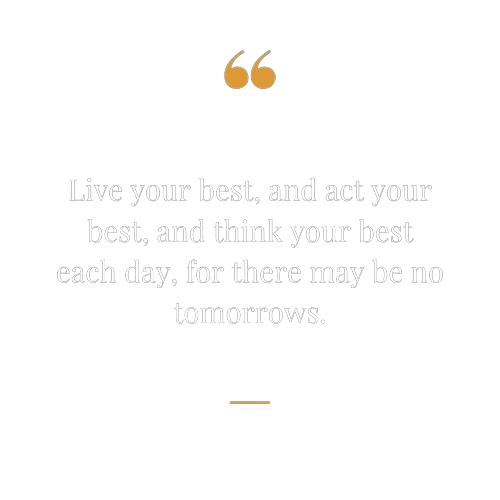 “
Live your best, and act your
best, and think your best
each day, for there may be no
tomorrows.